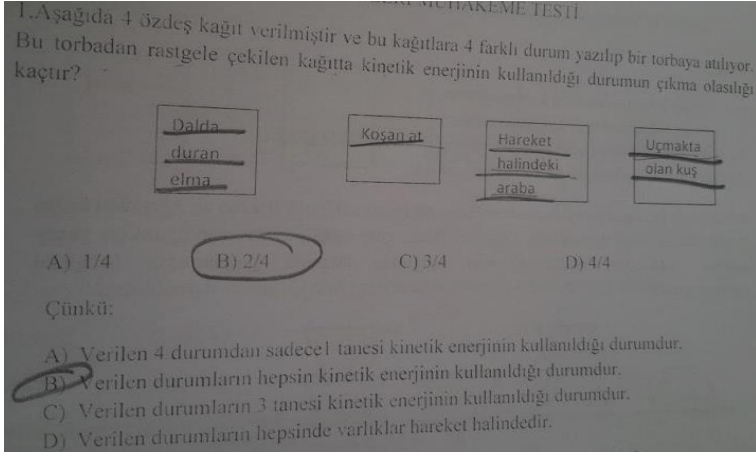 MUHAKEME TESTİ
1.Aşağıda 4 özdeş kağıt verilmiştir ve bu kağıtlara 4 farklı durum yazılıp bir torbaya atılıyor.
Bu torbadan rastgele çekilen kağıtta kinetik enerjinin kullanıldığı durumun çıkma olasılığı
kaçtır?
Dalda
duran
elma
Koşan at
Hareket
halindeki
araba
Uçmakta
olan kuş
A) 1/4
B) 2/4
C) 3/4
D) 4/4
Çünkü:
A) Verilen 4 durumdan sadece1 tanesi kinetik enerjinin kullanıldığı durumdur.
B) Verilen durumların hepsin kinetik enerjinin kullanıldığı durumdur.
C) Verilen durumların 3 tanesi kinetik enerjinin kullanıldığı durumdur.
D) Verilen durumların hepsinde varlıklar hareket halindedir.